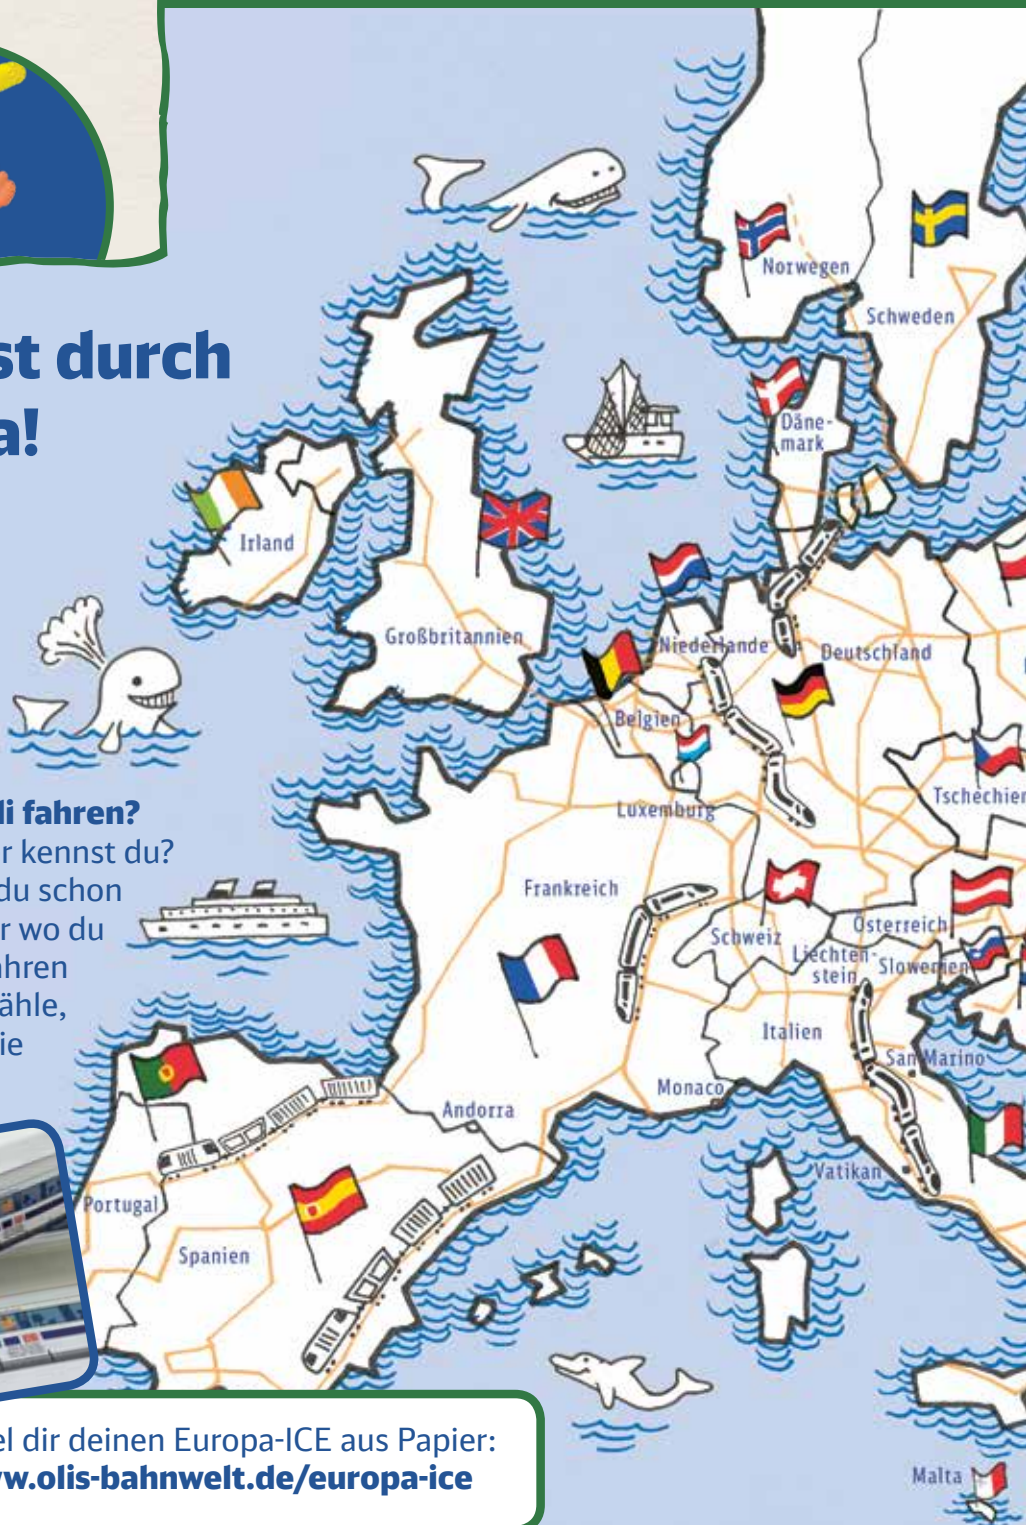 st durch
a!
li fahren?
r kennst du?
du schon
r wo du
ahren
ähle,
ie
Norwegen
Schweden
Däne-
mark
Irland
Großbritannien
Niederlande
Deutschland
Belgien
Luxemburg
Tschechien
Frankreich
Schweiz
Österreich
Liechten-
stein
Slowenien
Italien
San Marino
Monaco
Andorra
Vatikan
Portugal
Spanien
Malta
el dir deinen Europa-ICE aus Papier:
w.olis-bahnwelt.de/europa-ice